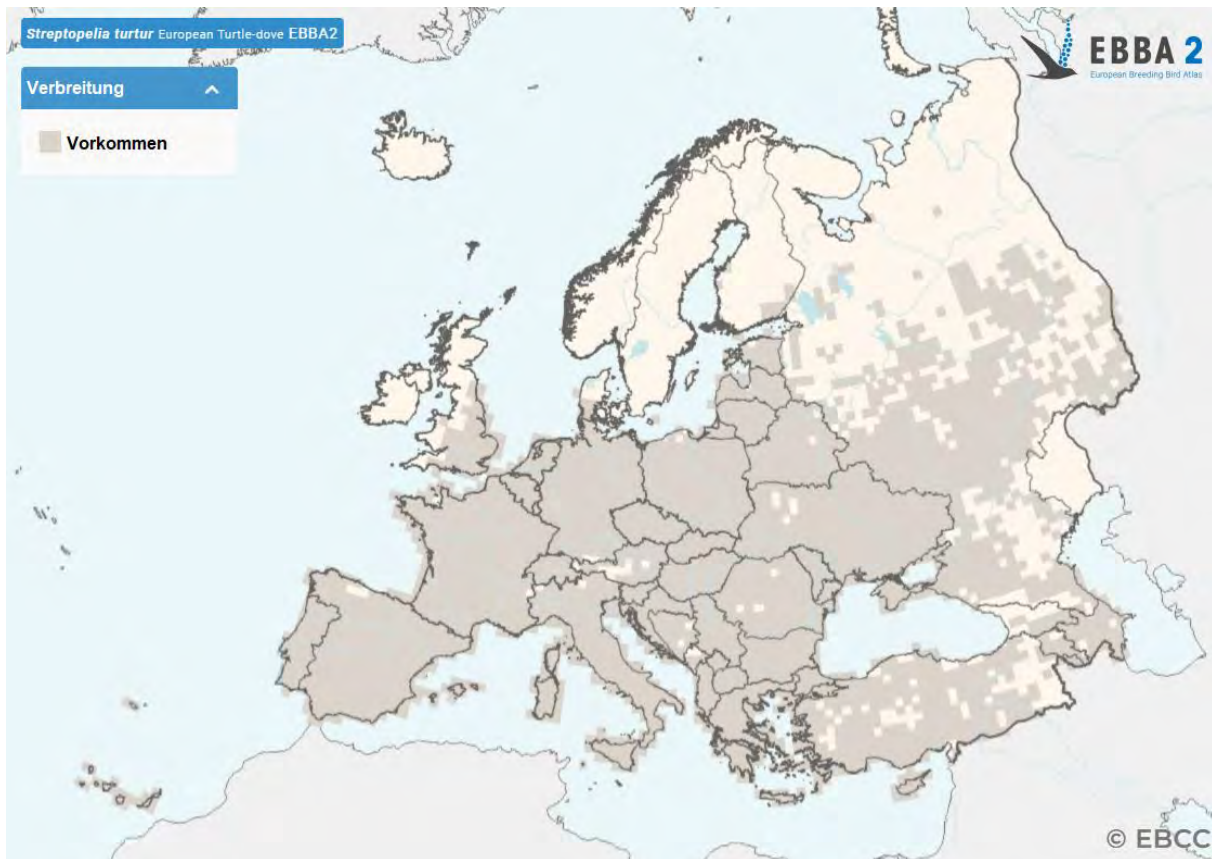 Streptopelia turtur European Turtle-dove EBBA2
EBBA 2
European Breeding Bird Atlas
Verbreitung
Vorkommen
© EBCC